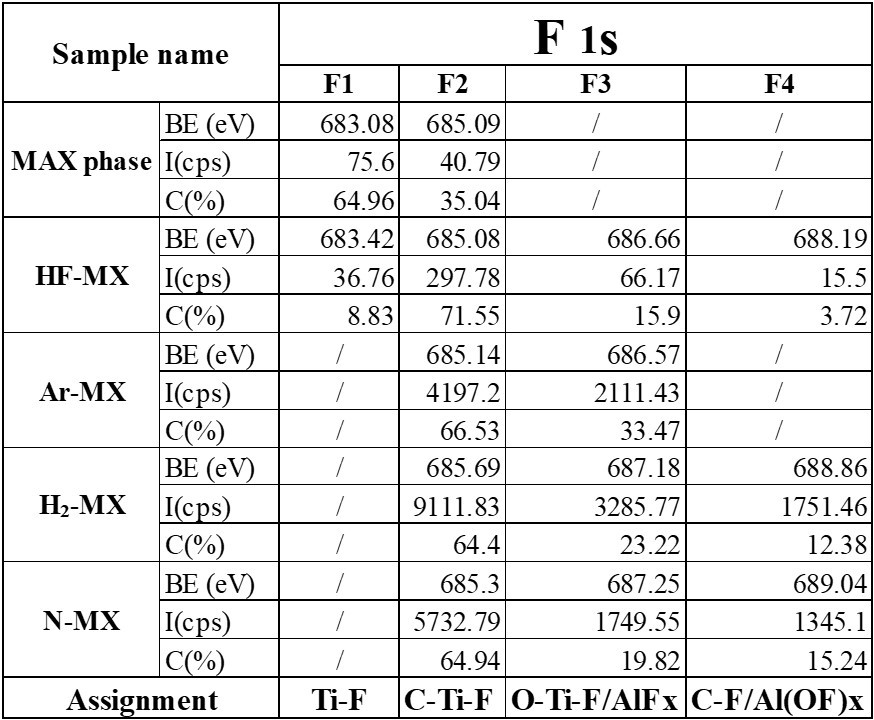 Sample name F 1s
F1 F2 F3 F4
MAX phase BE (eV) 683.08 685.09 / /
I(cps) 75.6 40.79 / /
C(%) 64.96 35.04 / /
HF-MX BE (eV) 683.42 685.08 686.66 688.19
I(cps) 36.76 297.78 66.17 15.5
C(%) 8.83 71.55 15.9 3.72
Ar-MX BE (eV) / 685.14 686.57 /
I(cps) / 4197.2 2111.43 /
C(%) / 66.53 33.47 /
H₂-MX BE (eV) / 685.69 687.18 688.86
I(cps) / 9111.83 3285.77 1751.46
C(%) / 64.4 23.22 12.38
N-MX BE (eV) / 685.3 687.25 689.04
I(cps) / 5732.79 1749.55 1345.1
C(%) / 64.94 19.82 15.24
Assignment Ti-F C-Ti-F O-Ti-F/AlFx C-F/Al(OF)x